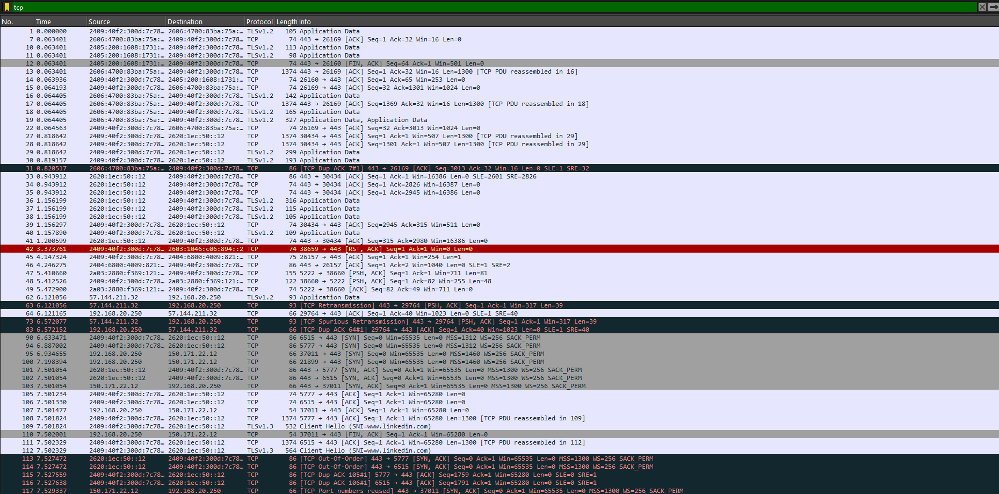 tcp
No. Time Source Destination Protocol Length Info
1 0.000000 2409:40f2:300d:7c78… 2606:4700:83ba:75a:… TLSv1.2 105 Application Data
7 0.063401 2606:4700:83ba:75a:… 2409:40f2:300d:7c78… TCP 74 443 → 26169 [ACK] Seq=1 Ack=32 Win=16 Len=0
10 0.063401 2405:200:1608:1731:… 2409:40f2:300d:7c78… TLSv1.2 113 Application Data
11 0.063401 2405:200:1608:1731:… 2409:40f2:300d:7c78… TLSv1.2 98 Application Data
12 0.063401 2405:200:1608:1731:… 2409:40f2:300d:7c78… TCP 74 443 → 26160 [FIN, ACK] Seq=64 Ack=1 Win=501 Len=0
13 0.063401 2606:4700:83ba:75a:… 2409:40f2:300d:7c78… TCP 1374 443 → 26169 [ACK] Seq=1 Ack=32 Win=16 Len=1300 [TCP PDU reassembled in 16]
14 0.063936 2409:40f2:300d:7c78… 2405:200:1608:1731:… TCP 74 26160 → 443 [ACK] Seq=1 Ack=65 Win=253 Len=0
15 0.064193 2409:40f2:300d:7c78… 2606:4700:83ba:75a:… TCP 74 26169 → 443 [ACK] Seq=32 Ack=1301 Win=1024 Len=0
16 0.064405 2606:4700:83ba:75a:… 2409:40f2:300d:7c78… TLSv1.2 142 Application Data
17 0.064405 2606:4700:83ba:75a:… 2409:40f2:300d:7c78… TCP 1374 443 → 26169 [ACK] Seq=1369 Ack=32 Win=16 Len=1300 [TCP PDU reassembled in 18]
18 0.064405 2606:4700:83ba:75a:… 2409:40f2:300d:7c78… TLSv1.2 165 Application Data
19 0.064405 2606:4700:83ba:75a:… 2409:40f2:300d:7c78… TLSv1.2 327 Application Data, Application Data
22 0.064563 2409:40f2:300d:7c78… 2606:4700:83ba:75a:… TCP 74 26169 → 443 [ACK] Seq=32 Ack=3013 Win=1024 Len=0
27 0.818642 2409:40f2:300d:7c78… 2620:1ec:50::12 TCP 1374 30434 → 443 [ACK] Seq=1 Ack=1 Win=507 Len=1300 [TCP PDU reassembled in 29]
28 0.818642 2409:40f2:300d:7c78… 2620:1ec:50::12 TCP 1374 30434 → 443 [ACK] Seq=1301 Ack=1 Win=507 Len=1300 [TCP PDU reassembled in 29]
29 0.818642 2409:40f2:300d:7c78… 2620:1ec:50::12 TLSv1.2 299 Application Data
30 0.819157 2409:40f2:300d:7c78… 2620:1ec:50::12 TLSv1.2 193 Application Data
31 0.820517 2606:4700:83ba:75a:… 2409:40f2:300d:7c78… TCP 86 [TCP Dup ACK 7#1] 443 → 26169 [ACK] Seq=3013 Ack=32 Win=16 Len=0 SLE=1 SRE=32
33 0.943912 2620:1ec:50::12 2409:40f2:300d:7c78… TCP 86 443 → 30434 [ACK] Seq=1 Ack=1 Win=16386 Len=0 SLE=2601 SRE=2826
34 0.943912 2620:1ec:50::12 2409:40f2:300d:7c78… TCP 74 443 → 30434 [ACK] Seq=1 Ack=2826 Win=16387 Len=0
35 0.943912 2620:1ec:50::12 2409:40f2:300d:7c78… TCP 74 443 → 30434 [ACK] Seq=1 Ack=2945 Win=16386 Len=0
36 1.156199 2620:1ec:50::12 2409:40f2:300d:7c78… TLSv1.2 316 Application Data
37 1.156199 2620:1ec:50::12 2409:40f2:300d:7c78… TLSv1.2 115 Application Data
38 1.156199 2620:1ec:50::12 2409:40f2:300d:7c78… TLSv1.2 105 Application Data
39 1.156297 2409:40f2:300d:7c78… 2620:1ec:50::12 TCP 74 30434 → 443 [ACK] Seq=2945 Ack=315 Win=511 Len=0
40 1.157890 2409:40f2:300d:7c78… 2620:1ec:50::12 TLSv1.2 109 Application Data
41 1.200599 2620:1ec:50::12 2409:40f2:300d:7c78… TCP 74 443 → 30434 [ACK] Seq=315 Ack=2980 Win=16386 Len=0
42 3.373761 2409:40f2:300d:7c78… 2603:1046:c06:894::2 TCP 74 38659 → 443 [RST, ACK] Seq=1 Ack=1 Win=0 Len=0
45 4.147324 2409:40f2:300d:7c78… 2404:6800:4009:821:… TCP 75 26157 → 443 [ACK] Seq=1 Ack=1 Win=254 Len=1
46 4.246275 2404:6800:4009:821:… 2409:40f2:300d:7c78… TCP 86 443 → 26157 [ACK] Seq=1 Ack=2 Win=1040 Len=0 SLE=1 SRE=2
47 5.410660 2a03:2880:f369:121:… 2409:40f2:300d:7c78… TCP 155 5222 → 38660 [PSH, ACK] Seq=1 Ack=1 Win=711 Len=81
48 5.412526 2409:40f2:300d:7c78… 2a03:2880:f369:121:… TCP 122 38660 → 5222 [PSH, ACK] Seq=1 Ack=82 Win=255 Len=48
49 5.472900 2a03:2880:f369:121:… 2409:40f2:300d:7c78… TCP 74 5222 → 38660 [ACK] Seq=82 Ack=49 Win=711 Len=0
62 6.121056 57.144.211.32 192.168.20.250 TLSv1.2 93 Application Data
63 6.121056 57.144.211.32 192.168.20.250 TCP 93 [TCP Retransmission] 443 → 29764 [PSH, ACK] Seq=1 Ack=1 Win=317 Len=39
64 6.121165 192.168.20.250 57.144.211.32 TCP 66 29764 → 443 [ACK] Seq=1 Ack=40 Win=1023 Len=0 SLE=1 SRE=40
73 6.572077 57.144.211.32 192.168.20.250 TCP 93 [TCP Spurious Retransmission] 443 → 29764 [PSH, ACK] Seq=1 Ack=1 Win=317 Len=39
83 6.572152 192.168.20.250 57.144.211.32 TCP 66 [TCP Dup ACK 64#1] 29764 → 443 [ACK] Seq=1 Ack=40 Win=1023 Len=0 SLE=1 SRE=40
90 6.633471 2409:40f2:300d:7c78… 2620:1ec:50::12 TCP 86 6515 → 443 [SYN] Seq=0 Win=65535 Len=0 MSS=1312 WS=256 SACK_PERM
94 6.887002 2409:40f2:300d:7c78… 2620:1ec:50::12 TCP 86 5777 → 443 [SYN] Seq=0 Win=65535 Len=0 MSS=1312 WS=256 SACK_PERM
95 6.934655 192.168.20.250 150.171.22.12 TCP 66 37011 → 443 [SYN] Seq=0 Win=65535 Len=0 MSS=1460 WS=256 SACK_PERM
100 7.198394 192.168.20.250 150.171.22.12 TCP 66 21899 → 443 [SYN] Seq=0 Win=65535 Len=0 MSS=1460 WS=256 SACK_PERM
101 7.501054 2620:1ec:50::12 2409:40f2:300d:7c78… TCP 86 443 → 5777 [SYN, ACK] Seq=0 Ack=1 Win=65535 Len=0 MSS=1300 WS=256 SACK_PERM
102 7.501054 2620:1ec:50::12 2409:40f2:300d:7c78… TCP 86 443 → 6515 [SYN, ACK] Seq=0 Ack=1 Win=65535 Len=0 MSS=1300 WS=256 SACK_PERM
103 7.501054 150.171.22.12 192.168.20.250 TCP 66 443 → 37011 [SYN, ACK] Seq=0 Ack=1 Win=65535 Len=0 MSS=1300 WS=256 SACK_PERM
105 7.501234 2409:40f2:300d:7c78… 2620:1ec:50::12 TCP 74 5777 → 443 [ACK] Seq=1 Ack=1 Win=65280 Len=0
106 7.501330 2409:40f2:300d:7c78… 2620:1ec:50::12 TCP 74 6515 → 443 [ACK] Seq=1 Ack=1 Win=65280 Len=0
107 7.501477 192.168.20.250 150.171.22.12 TCP 54 37011 → 443 [ACK] Seq=1 Ack=1 Win=65280 Len=0
108 7.501824 2409:40f2:300d:7c78… 2620:1ec:50::12 TCP 1374 5777 → 443 [ACK] Seq=1 Ack=1 Win=65280 Len=1300 [TCP PDU reassembled in 109]
109 7.501824 2409:40f2:300d:7c78… 2620:1ec:50::12 TLSv1.3 532 Client Hello (SNI=www.linkedin.com)
110 7.502001 192.168.20.250 150.171.22.12 TCP 54 37011 → 443 [FIN, ACK] Seq=1 Ack=1 Win=65280 Len=0
111 7.502329 2409:40f2:300d:7c78… 2620:1ec:50::12 TCP 1374 6515 → 443 [ACK] Seq=1 Ack=1 Win=65280 Len=1300 [TCP PDU reassembled in 112]
112 7.502329 2409:40f2:300d:7c78… 2620:1ec:50::12 TLSv1.3 564 Client Hello (SNI=www.linkedin.com)
113 7.527472 2620:1ec:50::12 2409:40f2:300d:7c78… TCP 86 [TCP Out-Of-Order] 443 → 5777 [SYN, ACK] Seq=0 Ack=1 Win=65535 Len=0 MSS=1300 WS=256 SACK_PERM
114 7.527472 2620:1ec:50::12 2409:40f2:300d:7c78… TCP 86 [TCP Out-Of-Order] 443 → 6515 [SYN, ACK] Seq=0 Ack=1 Win=65535 Len=0 MSS=1300 WS=256 SACK_PERM
115 7.527559 2409:40f2:300d:7c78… 2620:1ec:50::12 TCP 86 [TCP Dup ACK 105#1] 5777 → 443 [ACK] Seq=1759 Ack=1 Win=65280 Len=0 SLE=0 SRE=1
116 7.527638 2409:40f2:300d:7c78… 2620:1ec:50::12 TCP 86 [TCP Dup ACK 106#1] 6515 → 443 [ACK] Seq=1791 Ack=1 Win=65280 Len=0 SLE=0 SRE=1
117 7.529337 150.171.22.12 192.168.20.250 TCP 66 [TCP Port numbers reused] 443 → 37011 [SYN, ACK] Seq=0 Ack=1 Win=65535 Len=0 MSS=1300 WS=256 SACK_PERM